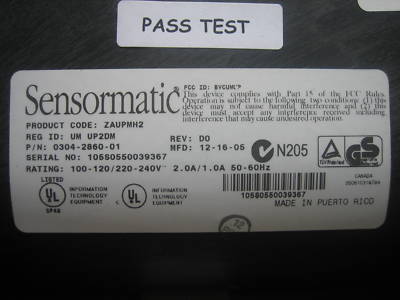 PASS TEST
FCC ID: BVCUMLP
Sensormatic
This device complies with Part 15 of the FCC Rules.
Operation is subject to the following two conditions: (1) this
device may not cause harmful interference and (2) this
device must accept any interference received including
interference that may cause undesired operation.
PRODUCT CODE: ZAUPMH2
REG ID: UM UP2DM
REV: D0
P/N: 0304-2860-01
MFD: 12-16-05
SERIAL NO: 10580550039367
N205
RATING: 100-120/220-240V~ 2.0A/1.0A 50-60Hz
LISTED
UL
INFORMATION
TECHNOLOGY
EQUIPMENT
UL
INFORMATION
TECHNOLOGY
EQUIPMENT
10580550039367
MADE IN PUERTO RICO
CANADA